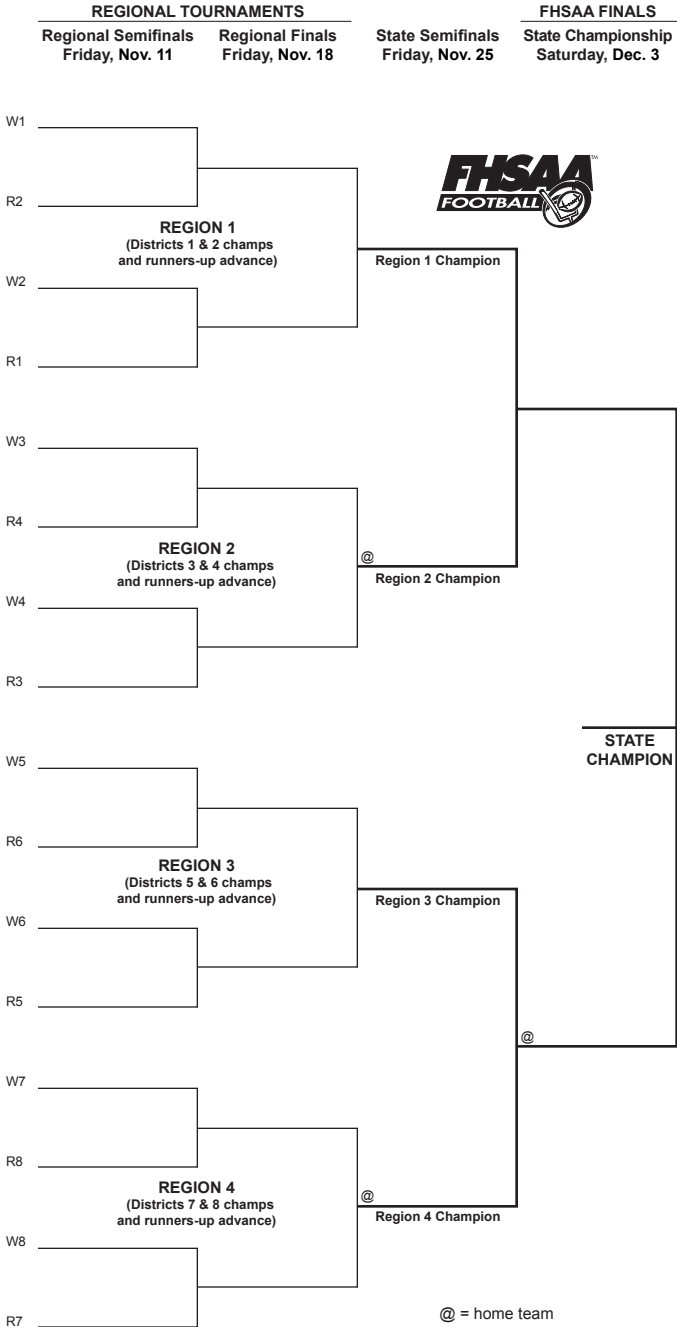 REGIONAL TOURNAMENTS
FHSAA FINALS
Regional Semifinals
Friday, Nov. 11
Regional Finals
Friday, Nov. 18
State Semifinals
Friday, Nov. 25
State Championship
Saturday, Dec. 3
W1
FHSAA™
FOOTBALL
R2
REGION 1
(Districts 1 & 2 champs
and runners-up advance)
Region 1 Champion
W2
R1
W3
R4
REGION 2
(Districts 3 & 4 champs
and runners-up advance)
@
Region 2 Champion
W4
R3
STATE
CHAMPION
W5
R6
REGION 3
(Districts 5 & 6 champs
and runners-up advance)
Region 3 Champion
W6
R5
@
W7
R8
REGION 4
(Districts 7 & 8 champs
and runners-up advance)
@
Region 4 Champion
W8
@ = home team
R7